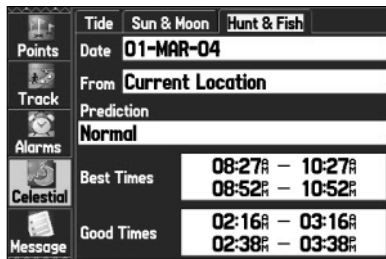 Tide Sun & Moon Hunt & Fish
Points
Date 01-MAR-04
From Current Location
Track
Prediction
Normal
Alarms
Best Times 08:27A – 10:27A
08:52P – 10:52P
Celestial
Good Times 02:16A – 03:16A
02:38P – 03:38P
Message